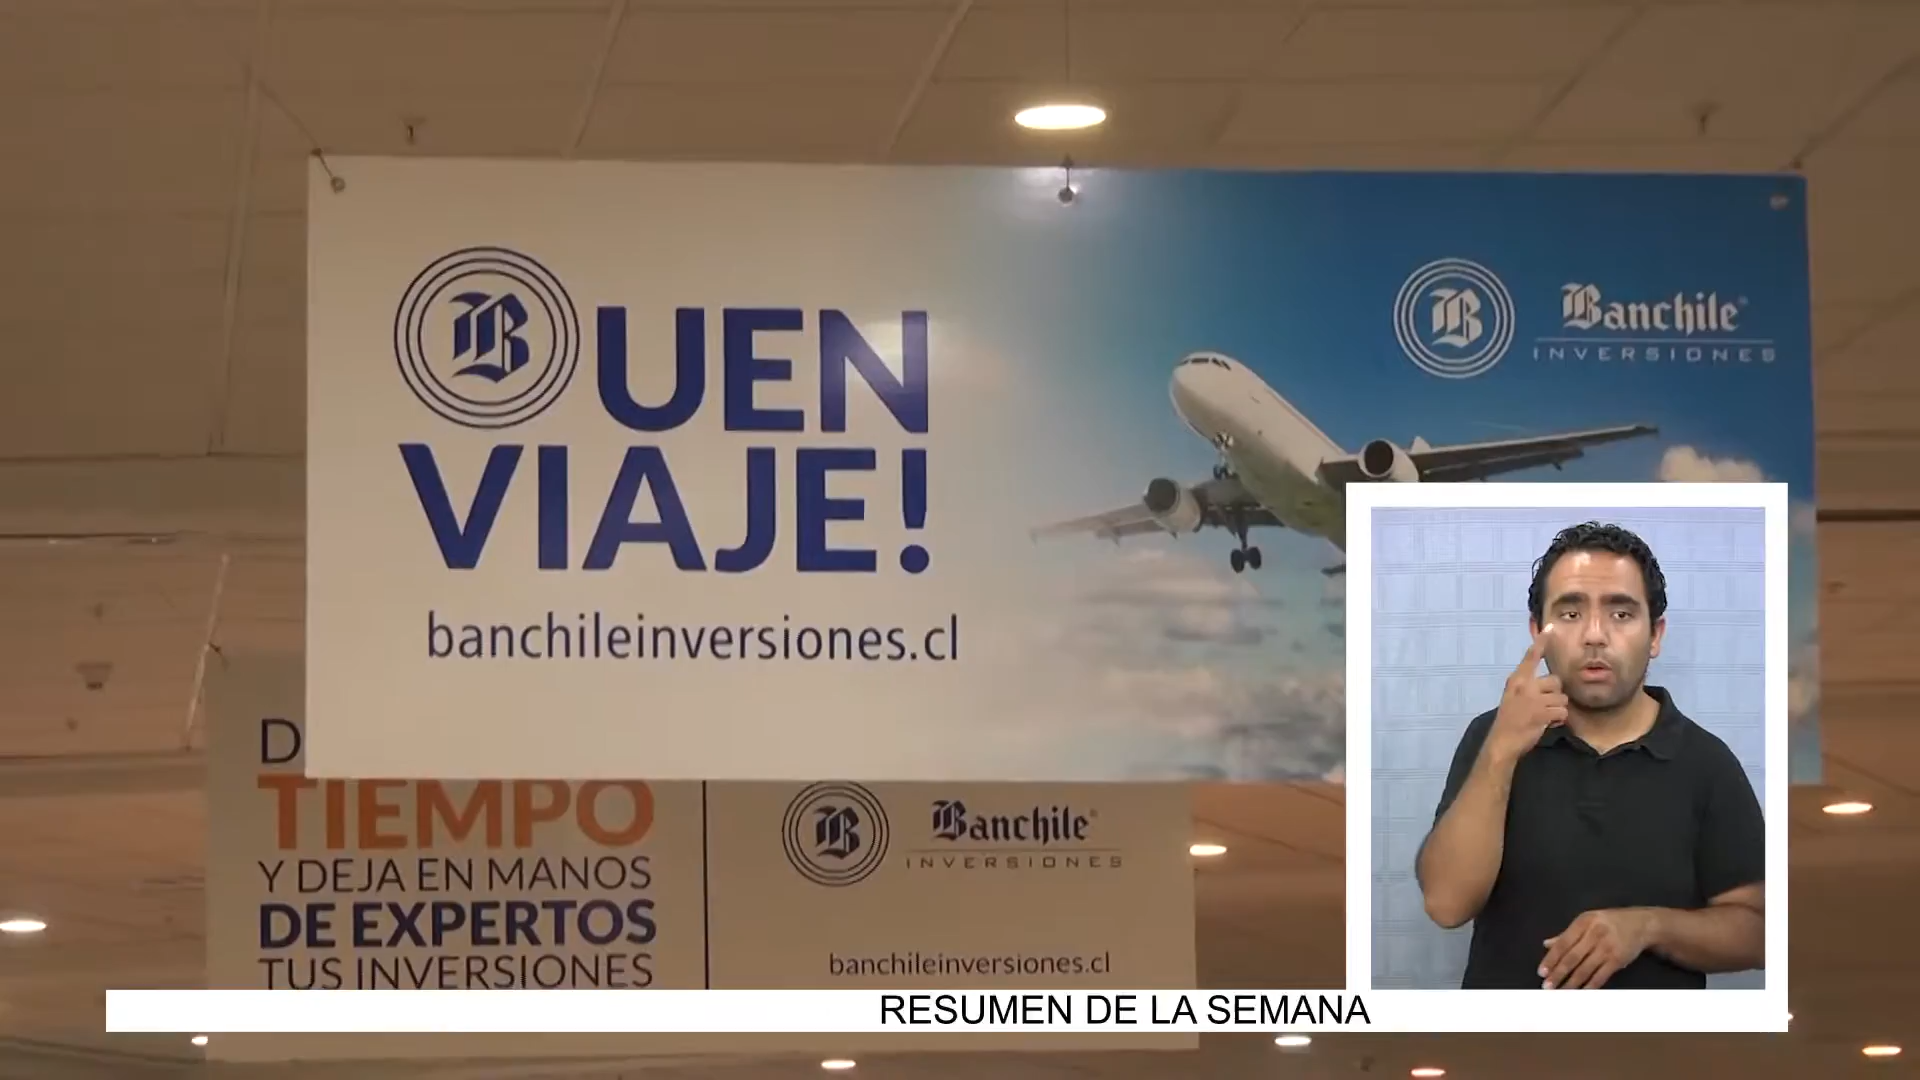 BUEN
VIAJE!
banchileinversiones.cl
B
Banchile
INVERSIONES
D
TIEMPO
Y DEJA EN MANOS
DE EXPERTOS
TUS INVERSIONES
B
Banchile
INVERSIONES
banchileinversiones.cl
RESUMEN DE LA SEMANA